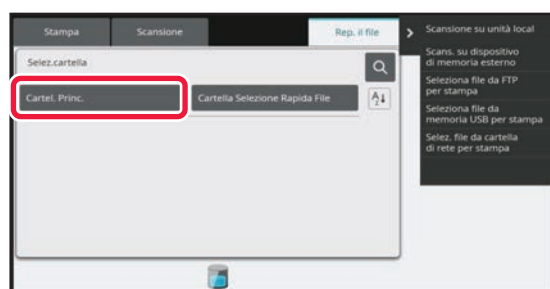 Stampa
Scansione
Rep. il file
Selez.cartella
Cartel. Princ.
Cartella Selezione Rapida File
Scansione su unità local
Scans. su dispositivo
di memoria esterno
Seleziona file da FTP
per stampa
Seleziona file da
memoria USB per stampa
Selez. file da cartella
di rete per stampa